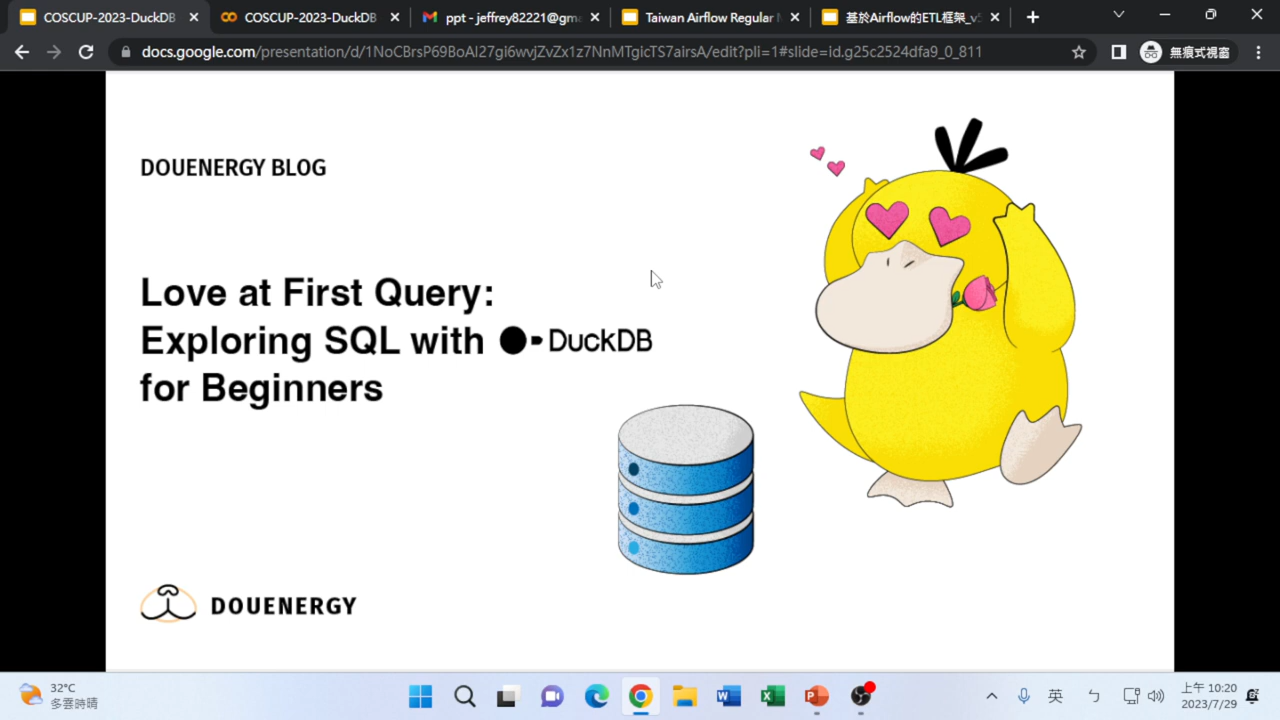 COSCUP-2023-DuckDB
COSCUP-2023-DuckDB
ppt - jeffrey82221@gma
Taiwan Airflow Regular M
基於Airflow的ETL框架_v5
docs.google.com/presentation/d/1NoCBrsP69BoAI27gi6wvjZvZx1z7NnMTgicTS7airsA/edit?pli=1#slide=id.g25c2524dfa9_0_811
無痕式視窗
DOUENERGY BLOG
Love at First Query:
Exploring SQL with DuckDB
for Beginners
DOUENERGY
32°C
多雲時晴
英
ㄅ
上午 10:20
2023/7/29